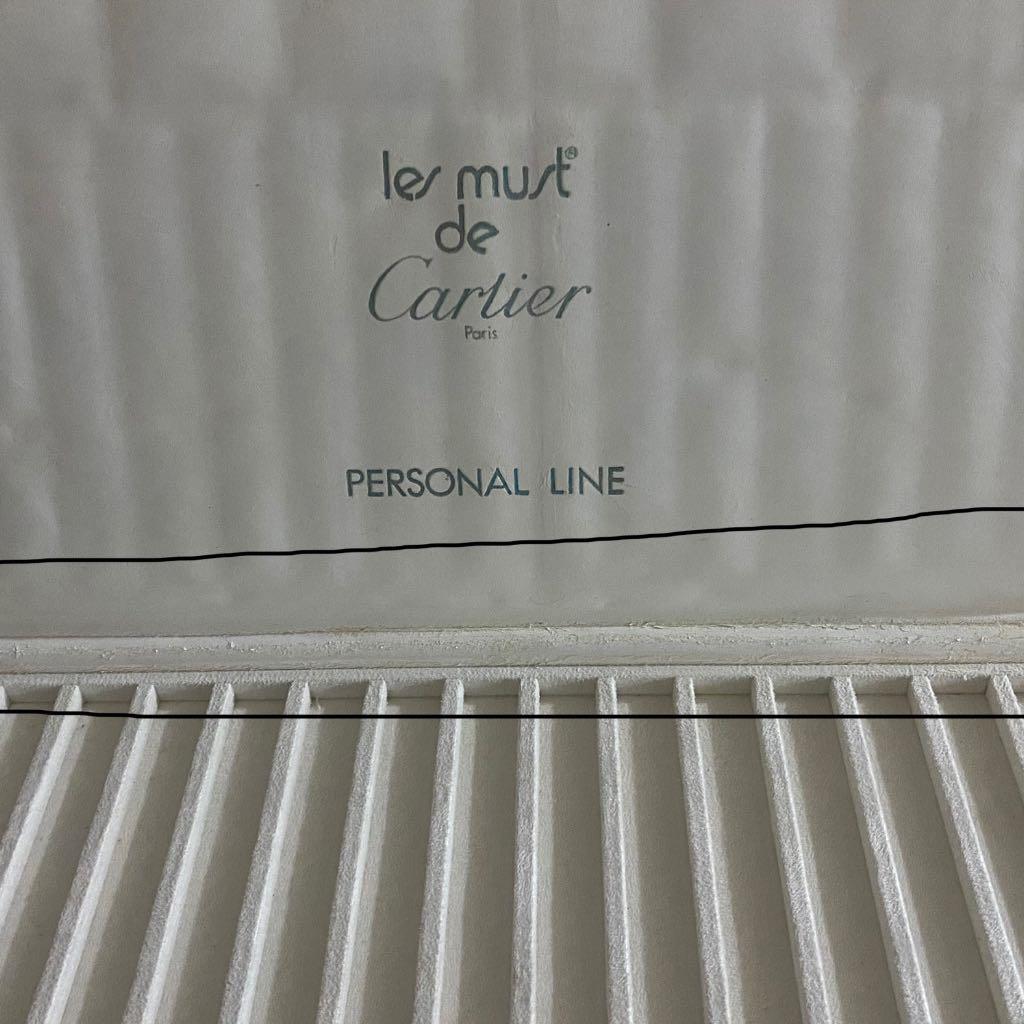 les must®
de
Cartier
Paris
PERSONAL LINE